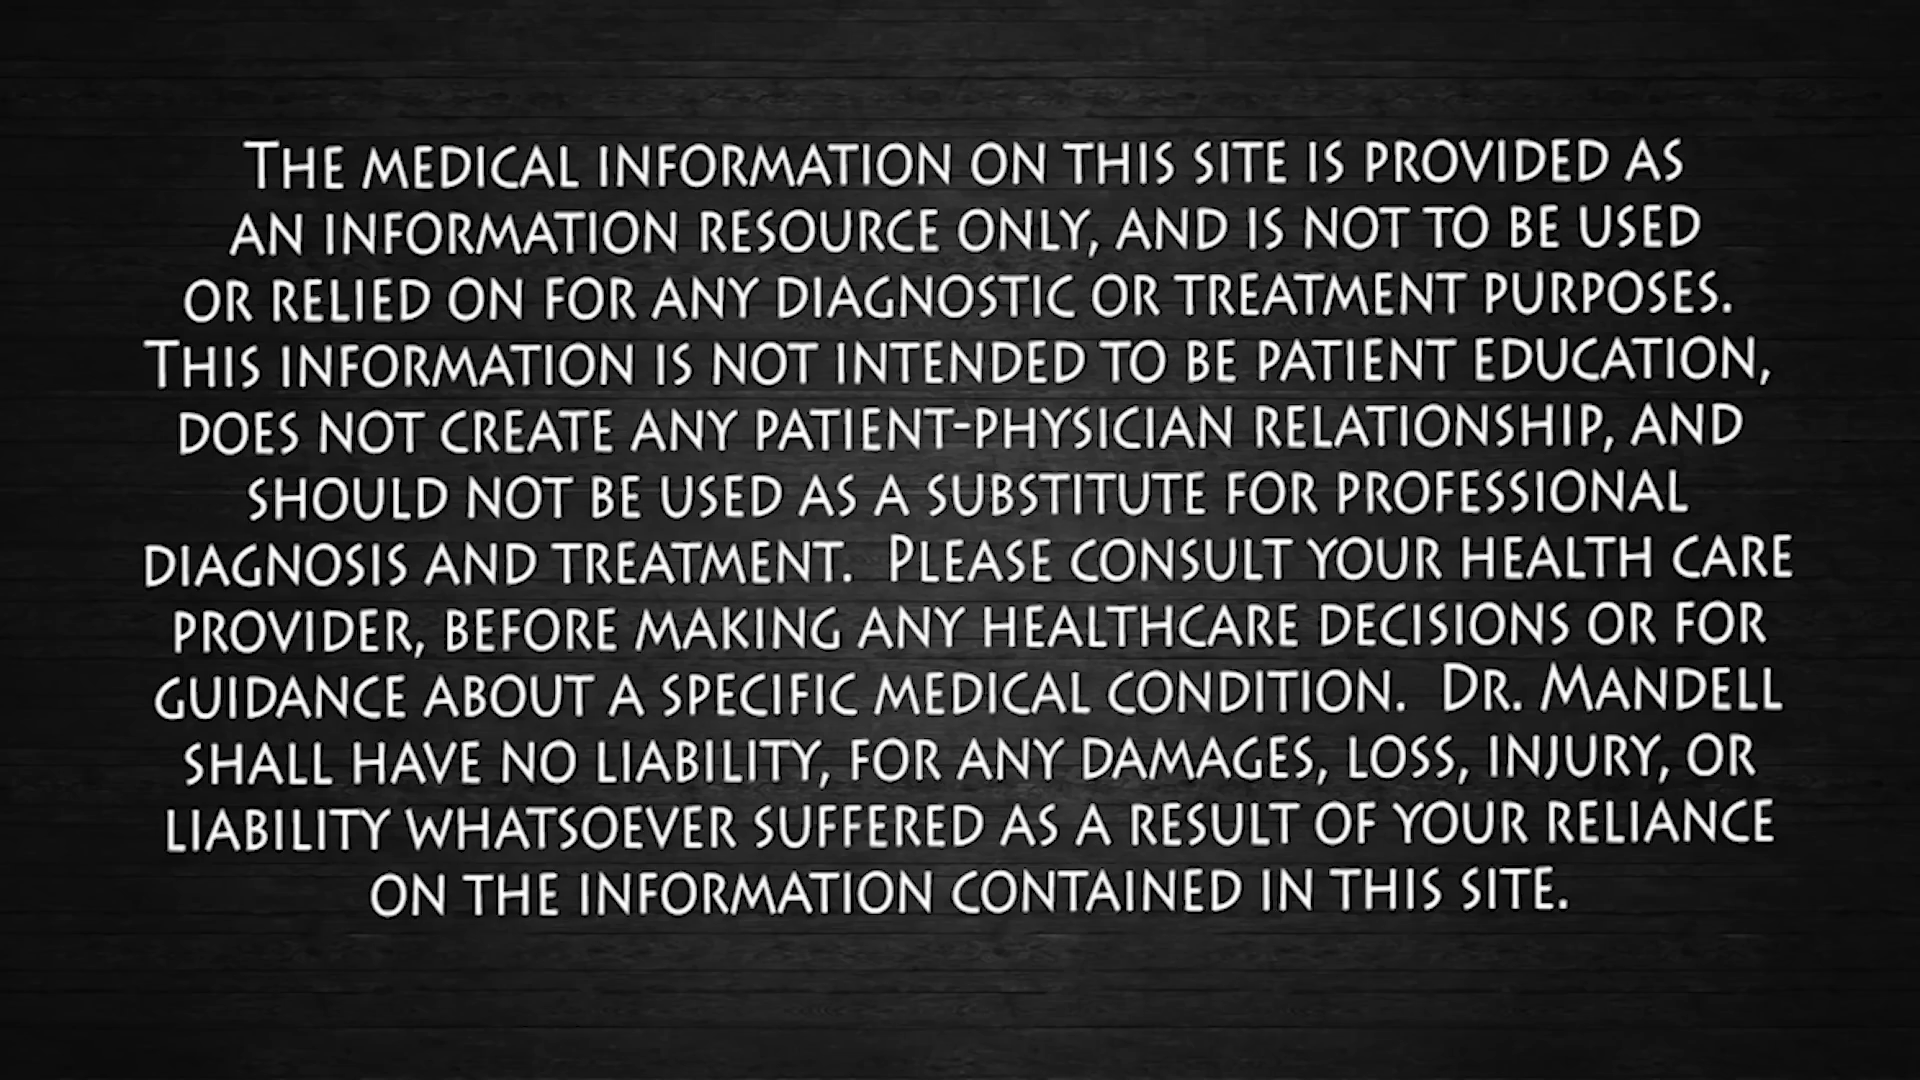 The medical information on this site is provided as
an information resource only, and is not to be used
or relied on for any diagnostic or treatment purposes.
This information is not intended to be patient education,
does not create any patient-physician relationship, and
should not be used as a substitute for professional
diagnosis and treatment.  Please consult your health care
provider, before making any healthcare decisions or for
guidance about a specific medical condition.  Dr. Mandell
shall have no liability, for any damages, loss, injury, or
liability whatsoever suffered as a result of your reliance
on the information contained in this site.